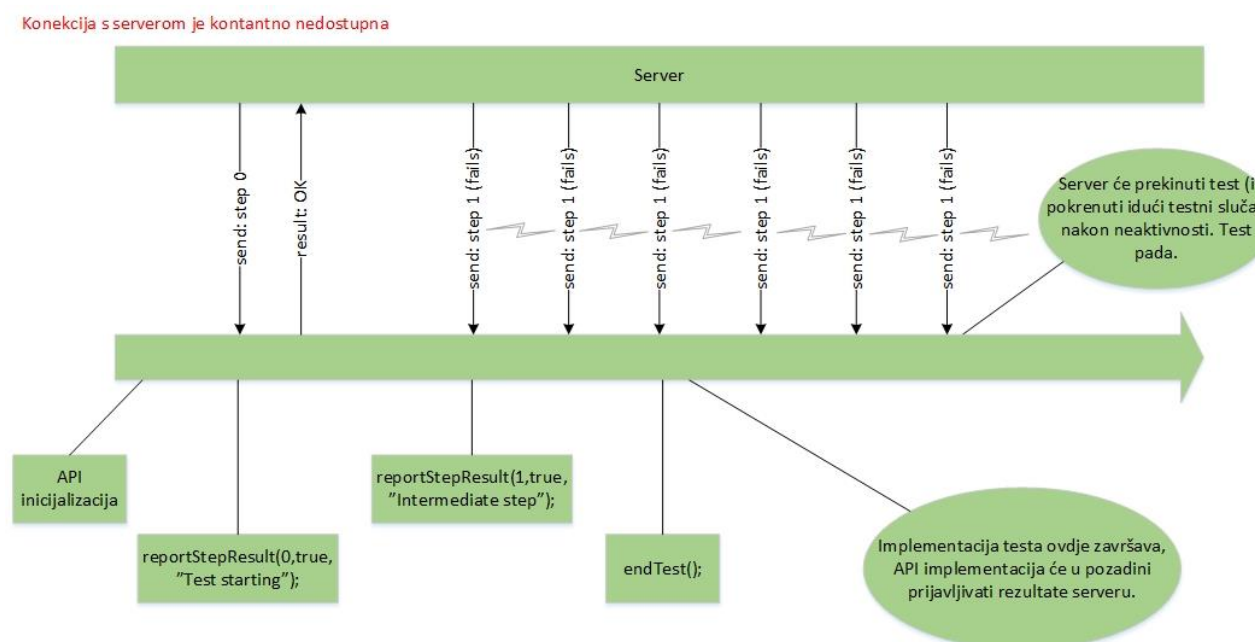 Konekcija s serverom je kontantno nedostupna
Server
send: step 0
result: OK
send: step 1 (fails)
send: step 1 (fails)
send: step 1 (fails)
send: step 1 (fails)
send: step 1 (fails)
send: step 1 (fails)
Server će prekinuti test (i
pokrenuti idući testni sluča
nakon neaktivnosti. Test
pada.
API
inicijalizacija
reportStepResult(0,true,
”Test starting”);
reportStepResult(1,true,
”Intermediate step”);
endTest();
Implementacija testa ovdje završava,
API implementacija će u pozadini
prijavljivati rezultate serveru.